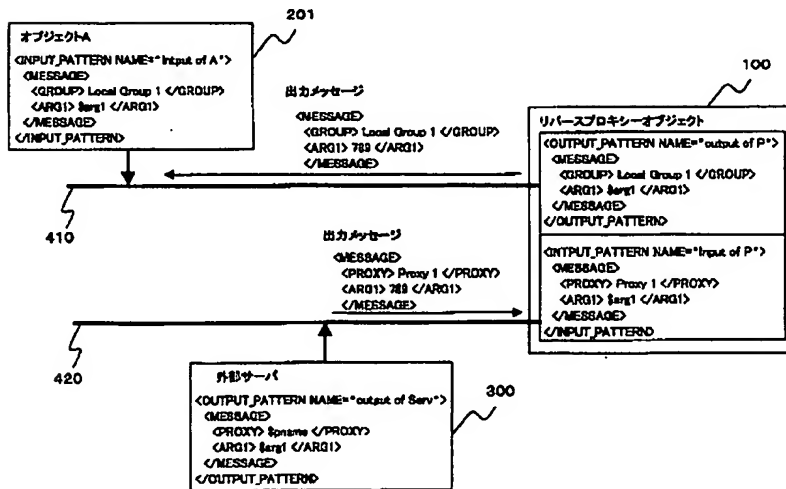 201
オブジェクトA
<INPUT_PATTERN NAME="Intput of A">
<MESSAGE>
<GROUP> Local Group 1 </GROUP>
<ARG1> $arg1 </ARG1>
</MESSAGE>
</INPUT_PATTERN>
出力メッセージ
<MESSAGE>
<GROUP> Local Group 1 </GROUP>
<ARG1> 789 </ARG1>
</MESSAGE>
410
100
リバースプロキシーオブジェクト
<OUTPUT_PATTERN NAME="output of P">
<MESSAGE>
<GROUP> Local Group 1 </GROUP>
<ARG1> $arg1 </ARG1>
</MESSAGE>
</OUTPUT_PATTERN>
<INTPUT_PATTERN NAME="Input of P">
<MESSAGE>
<PROXY> Proxy 1 </PROXY>
<ARG1> $arg1 </ARG1>
</MESSAGE>
</INPUT_PATTERN>
出力メッセージ
<MESSAGE>
<PROXY> Proxy 1 </PROXY>
<ARG1> 789 </ARG1>
</MESSAGE>
420
外部サーバ
<OUTPUT_PATTERN NAME="output of Serv">
<MESSAGE>
<PROXY> $pname </PROXY>
<ARG1> $arg1 </ARG1>
</MESSAGE>
</OUTPUT_PATTERN>
300